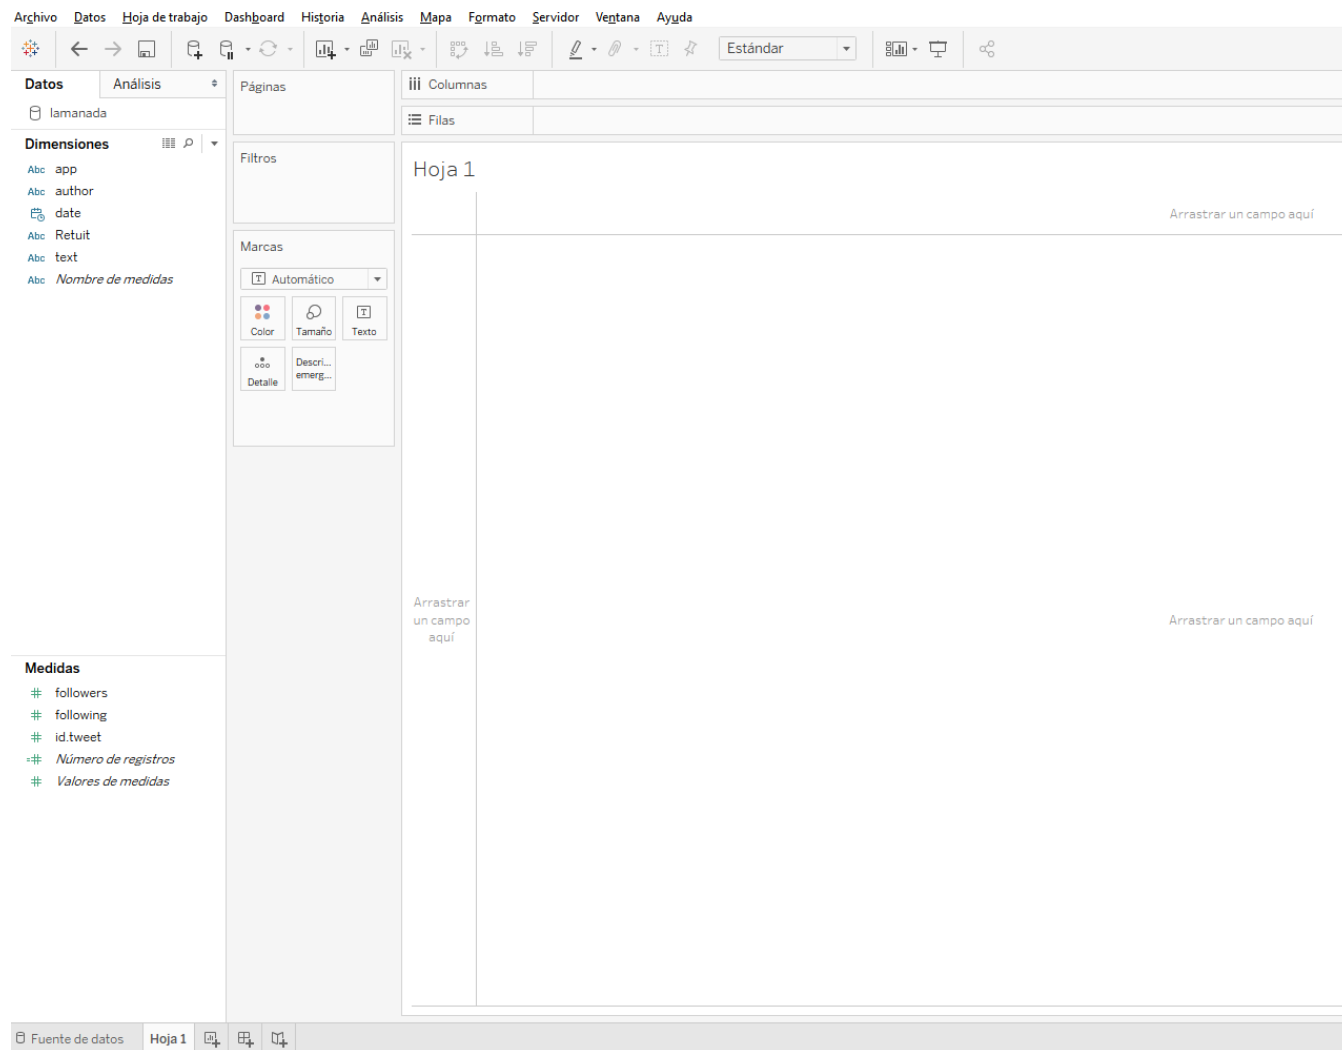 Archivo Datos Hoja de trabajo Dashboard Historia Análisis Mapa Formato Servidor Ventana Ayuda
Estándar
Datos Análisis
lamanada
Dimensiones
Abc app
Abc author
date
Abc Retuit
Abc text
Abc Nombre de medidas
Medidas
followers
following
id.tweet
Número de registros
Valores de medidas
Páginas
Filtros
Marcas
T Automático
Color Tamaño Texto
Detalle
Descri...
emerg...
Columnas
Filas
Hoja 1
Arrastrar un campo aquí
Arrastrar
un campo
aquí
Arrastrar un campo aquí
Fuente de datos Hoja 1